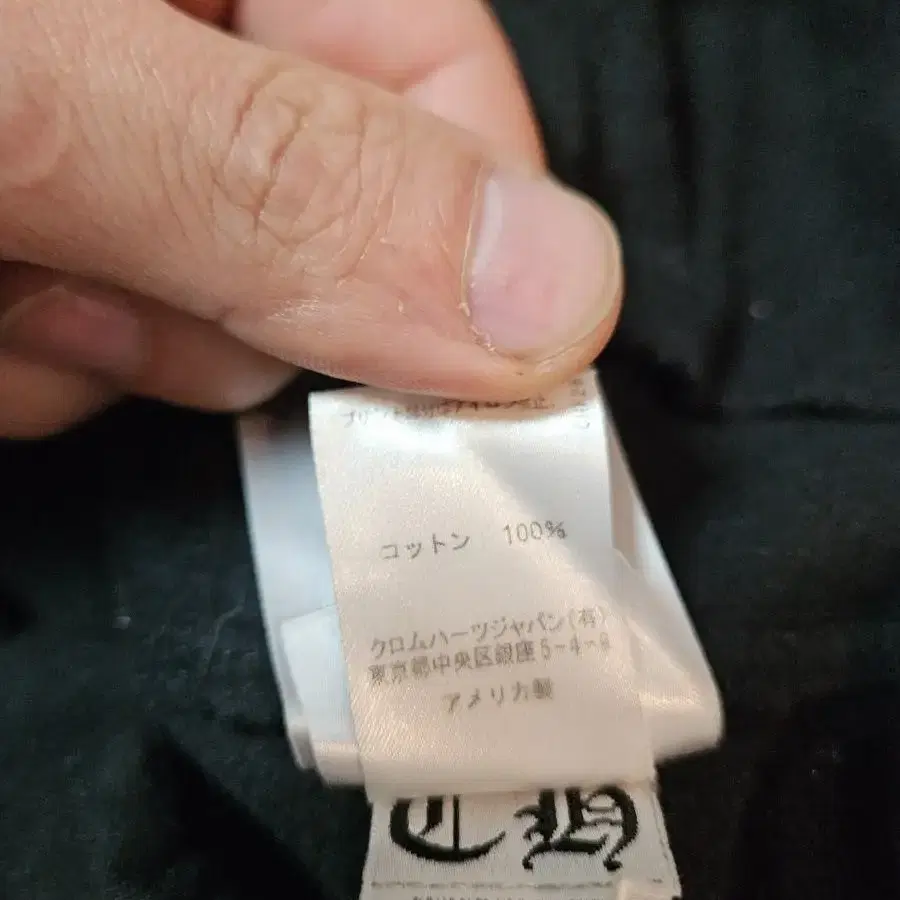 コットン 100%
クロムハーツジャパン(有)
東京都中央区銀座5-4-8
アメリカ製
CH